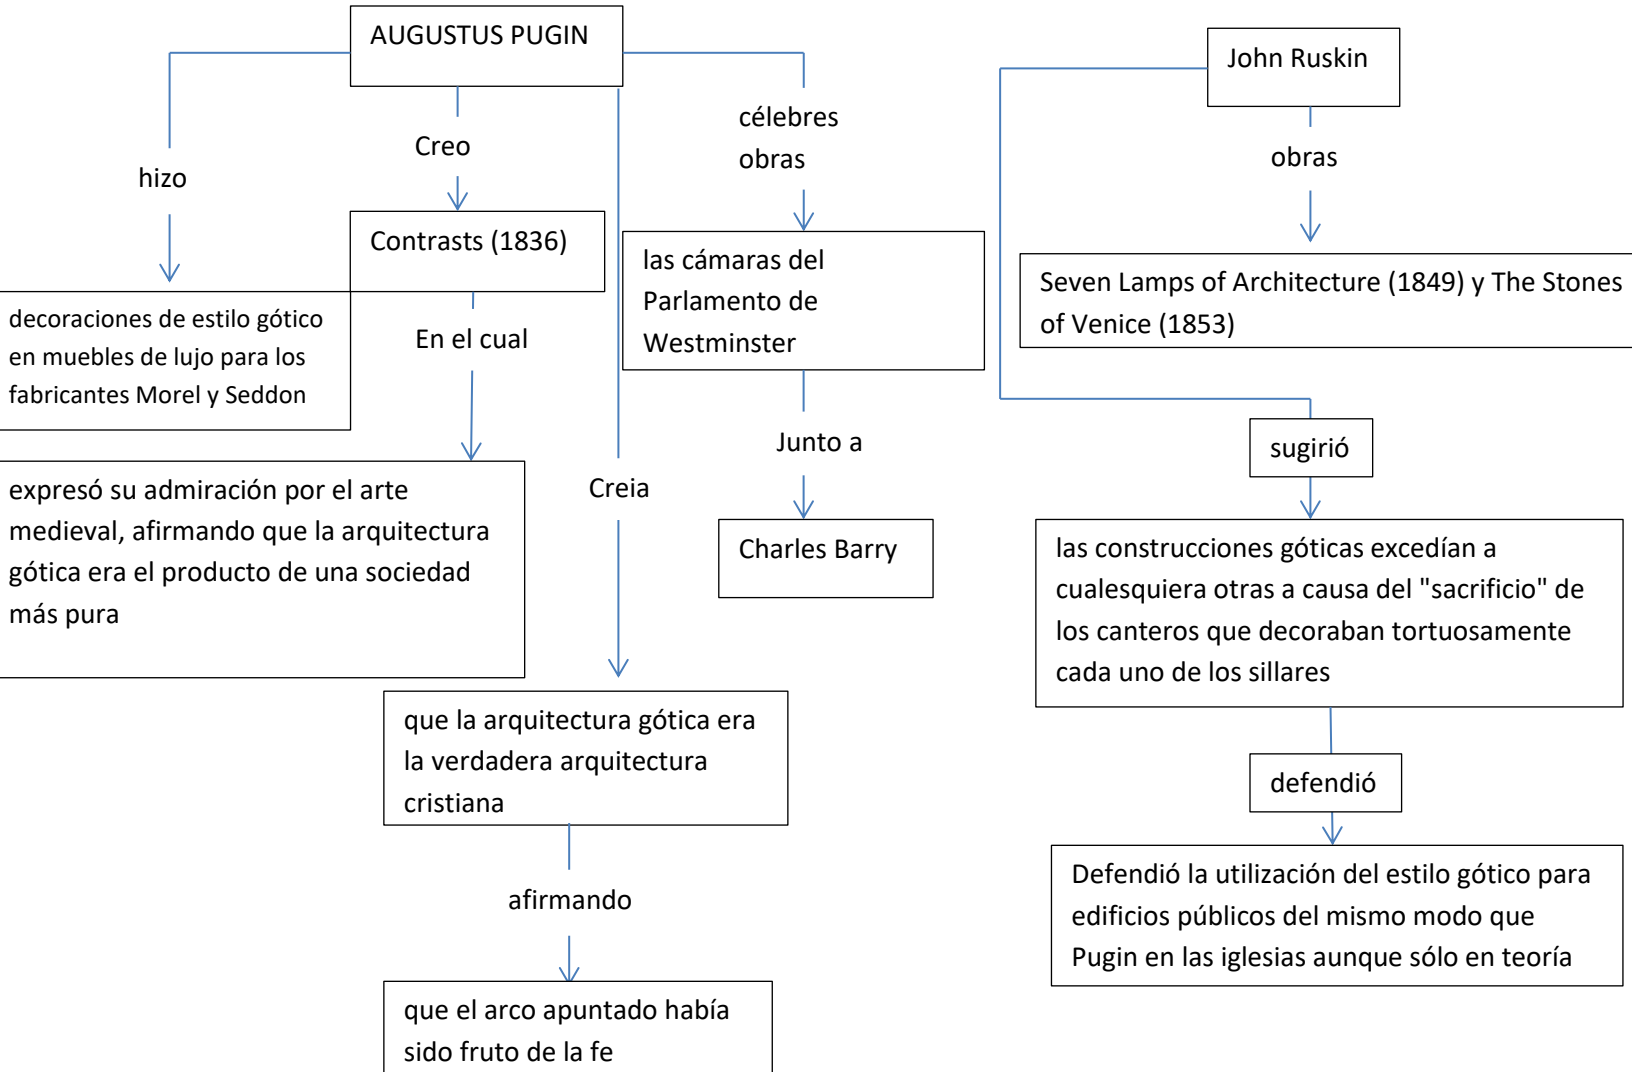 AUGUSTUS PUGIN
hizo
decoraciones de estilo gótico
en muebles de lujo para los
fabricantes Morel y Seddon
Creo
Contrasts (1836)
En el cual
expresó su admiración por el arte
medieval, afirmando que la arquitectura
gótica era el producto de una sociedad
más pura
Creia
que la arquitectura gótica era
la verdadera arquitectura
cristiana
afirmando
que el arco apuntado había
sido fruto de la fe
célebres
obras
las cámaras del
Parlamento de
Westminster
Junto a
Charles Barry
John Ruskin
obras
Seven Lamps of Architecture (1849) y The Stones
of Venice (1853)
sugirió
las construcciones góticas excedían a
cualesquiera otras a causa del "sacrificio" de
los canteros que decoraban tortuosamente
cada uno de los sillares
defendió
Defendió la utilización del estilo gótico para
edificios públicos del mismo modo que
Pugin en las iglesias aunque sólo en teoría